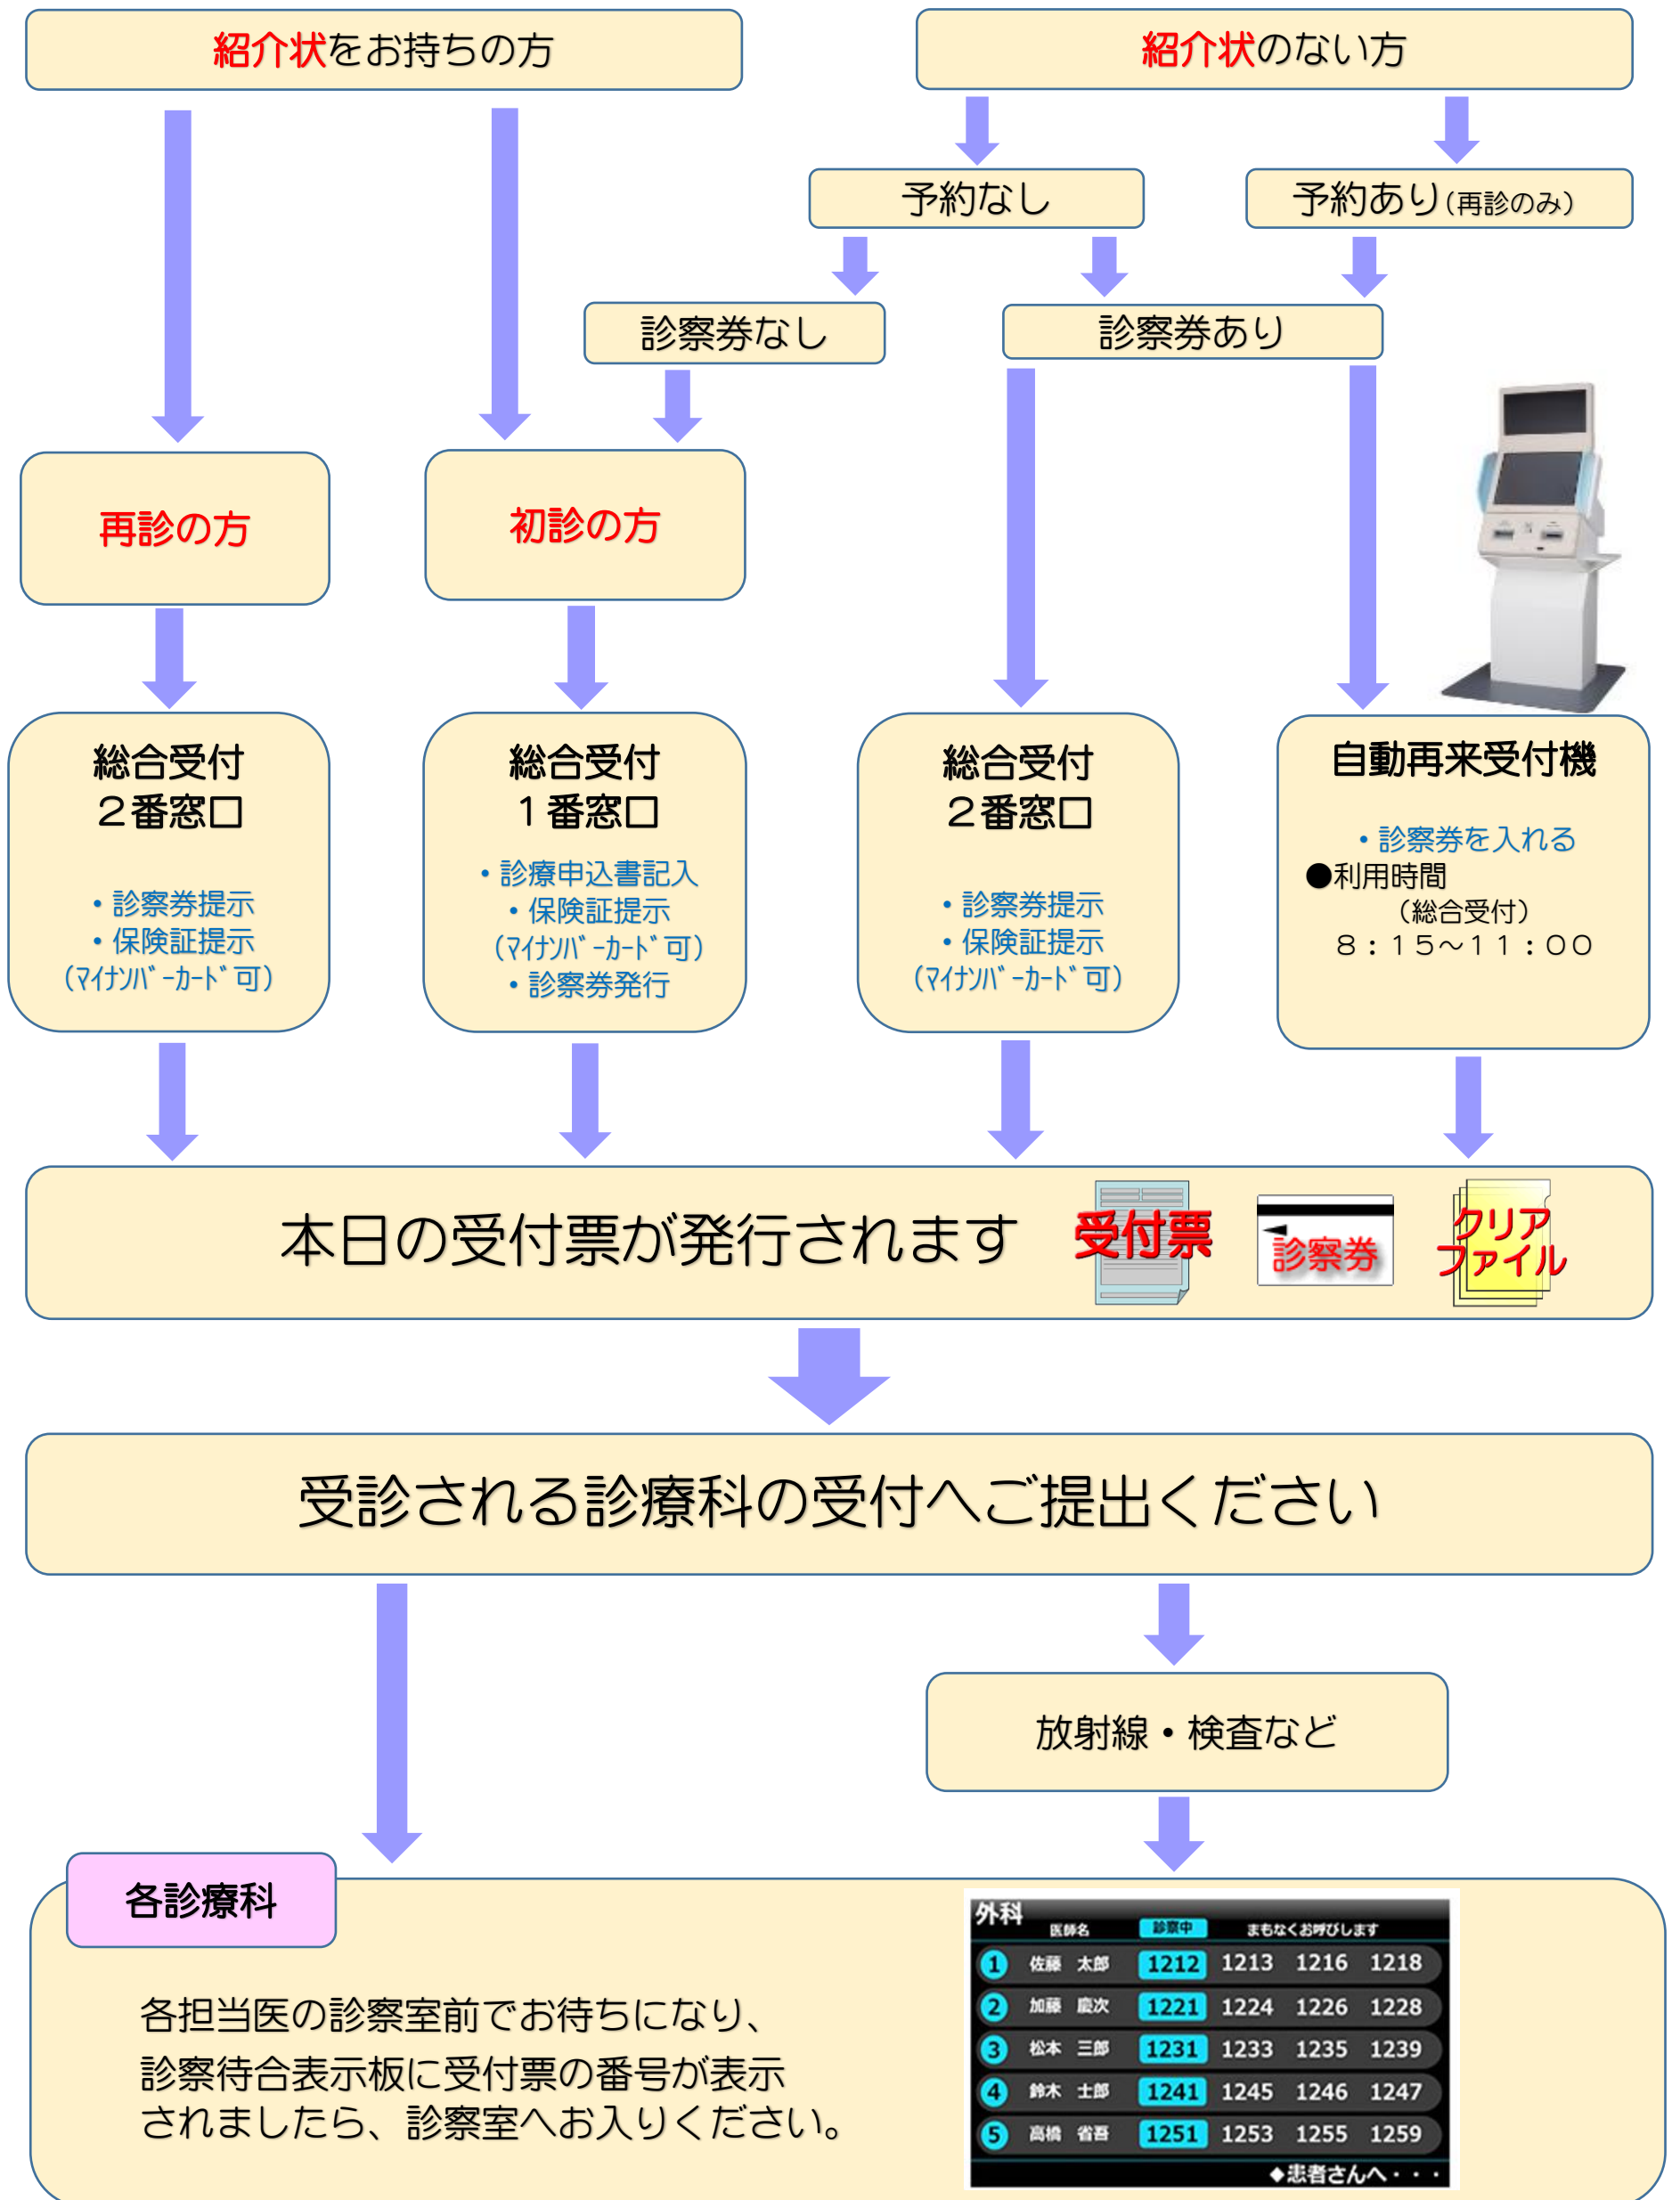 紹介状をお持ちの方
紹介状のない方
予約なし
予約あり(再診のみ)
診察券なし
診察券あり
再診の方
初診の方
総合受付
２番窓口
・診察券提示
・保険証提示
(ﾏｲﾅﾝﾊﾞｰｶｰﾄﾞ可)
総合受付
１番窓口
・診療申込書記入
・保険証提示
(ﾏｲﾅﾝﾊﾞｰｶｰﾄﾞ可)
・診察券発行
総合受付
２番窓口
・診察券提示
・保険証提示
(ﾏｲﾅﾝﾊﾞｰｶｰﾄﾞ可)
自動再来受付機
・診察券を入れる
●利用時間
（総合受付）
８：１５～１１：００
本日の受付票が発行されます
受付票
診察券
クリア
ファイル
受診される診療科の受付へご提出ください
放射線・検査など
各診療科
各担当医の診察室前でお待ちになり、
診察待合表示板に受付票の番号が表示
されましたら、診察室へお入りください。
外科
医師名 診察中 まもなくお呼びします
1 佐藤 太郎 1212 1213 1216 1218
2 加藤 慶次 1221 1224 1226 1228
3 松本 三郎 1231 1233 1235 1239
4 鈴木 士郎 1241 1245 1246 1247
5 高橋 省吾 1251 1253 1255 1259
◆患者さんへ・・・